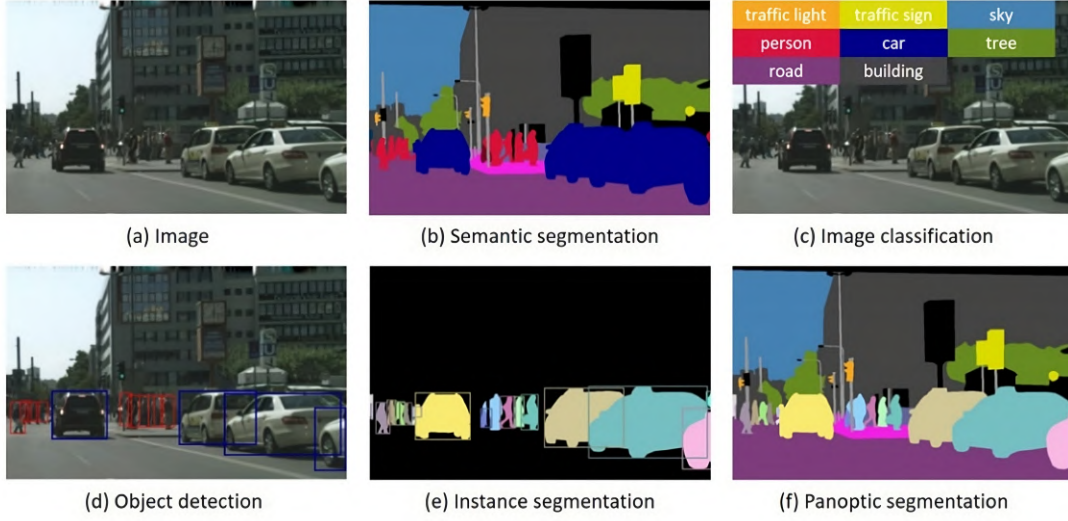 traffic light traffic sign sky
person car tree
road building
(a) Image
(b) Semantic segmentation
(c) Image classification
(d) Object detection
(e) Instance segmentation
(f) Panoptic segmentation